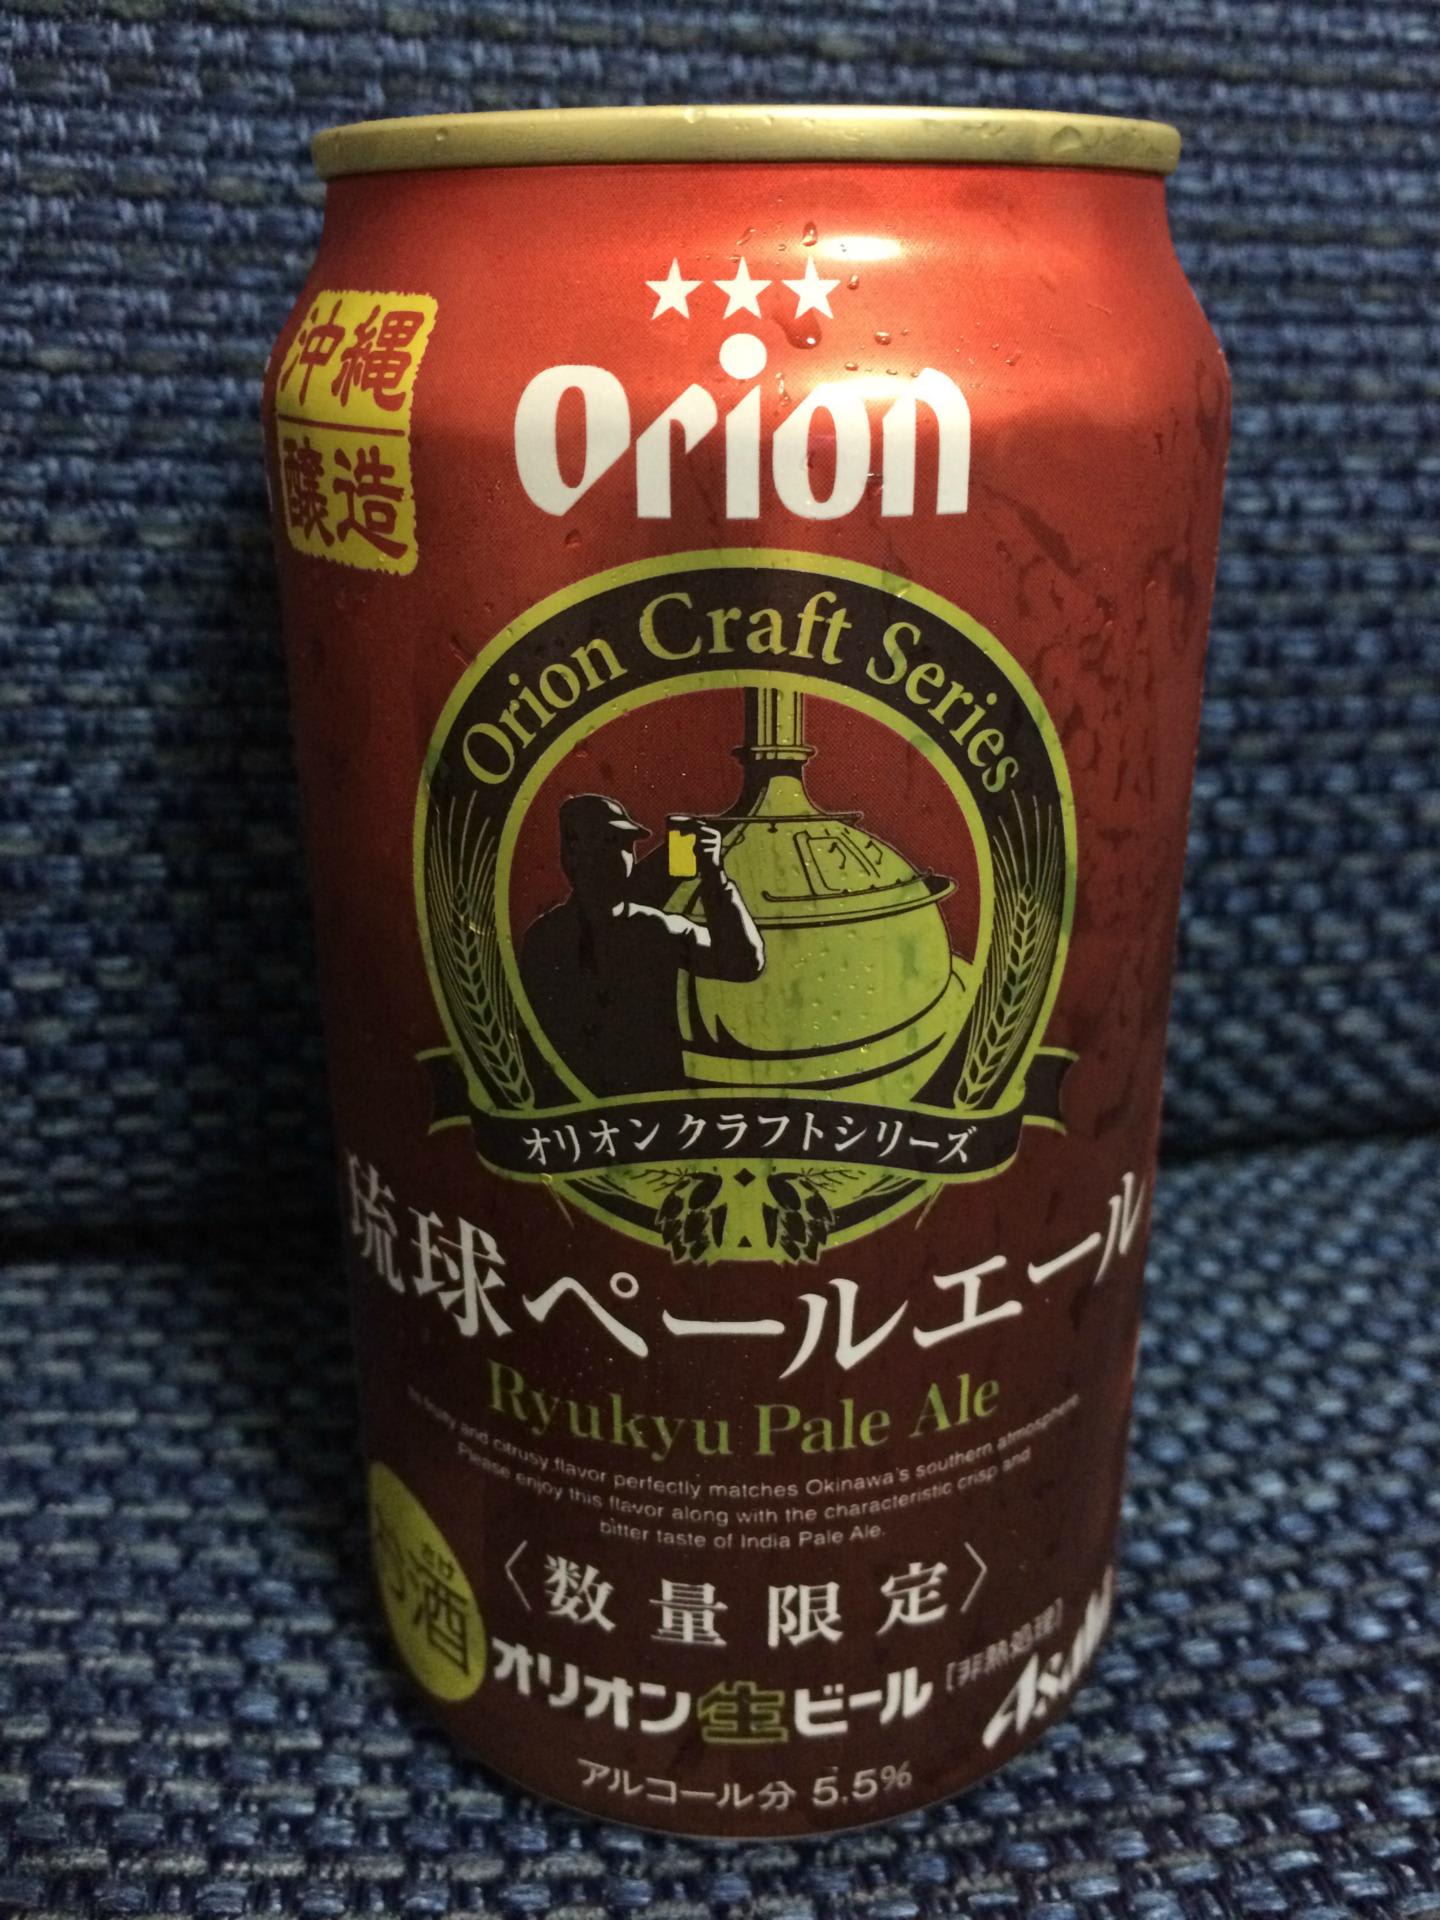 orion
沖縄
醸造
Orion Craft Series
オリオン クラフトシリーズ
琉球ペールエール
Ryukyu Pale Ale
fruity and citrusy flavor perfectly matches Okinawa's southern atmosphere.
Please enjoy this flavor along with the characteristic crisp and
bitter taste of India Pale Ale.
〈数量限定〉
お酒
さけ
オリオン生ビール [非熱処理]
Asahi
アルコール分 5.5%